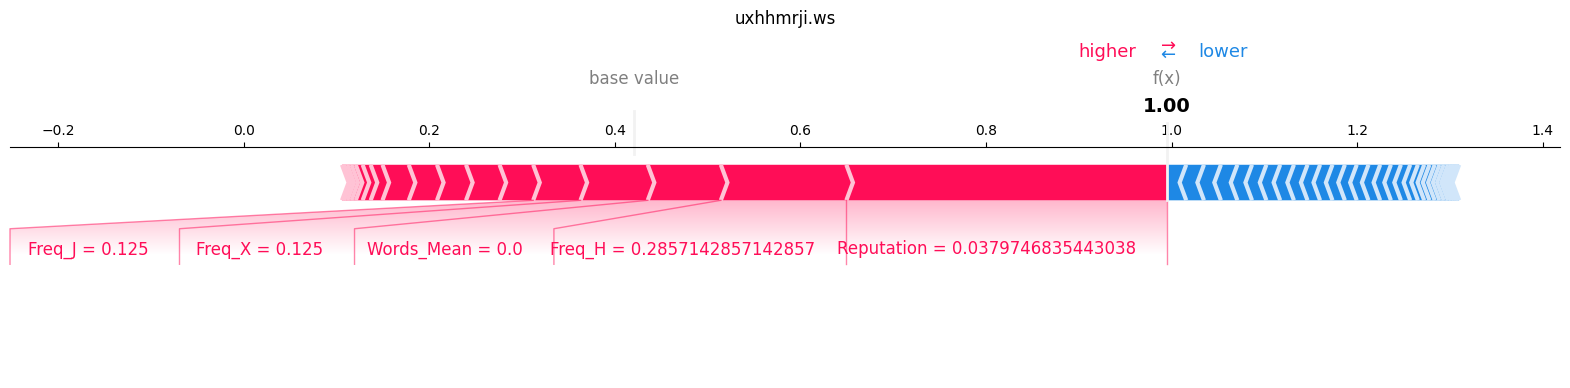 uxhhmrji.ws
higher ⇄ lower
base value f(x)
1.00
−0.2 0.0 0.2 0.4 0.6 0.8 1.0 1.2 1.4
Freq_J = 0.125 Freq_X = 0.125 Words_Mean = 0.0 Freq_H = 0.2857142857142857 Reputation = 0.0379746835443038